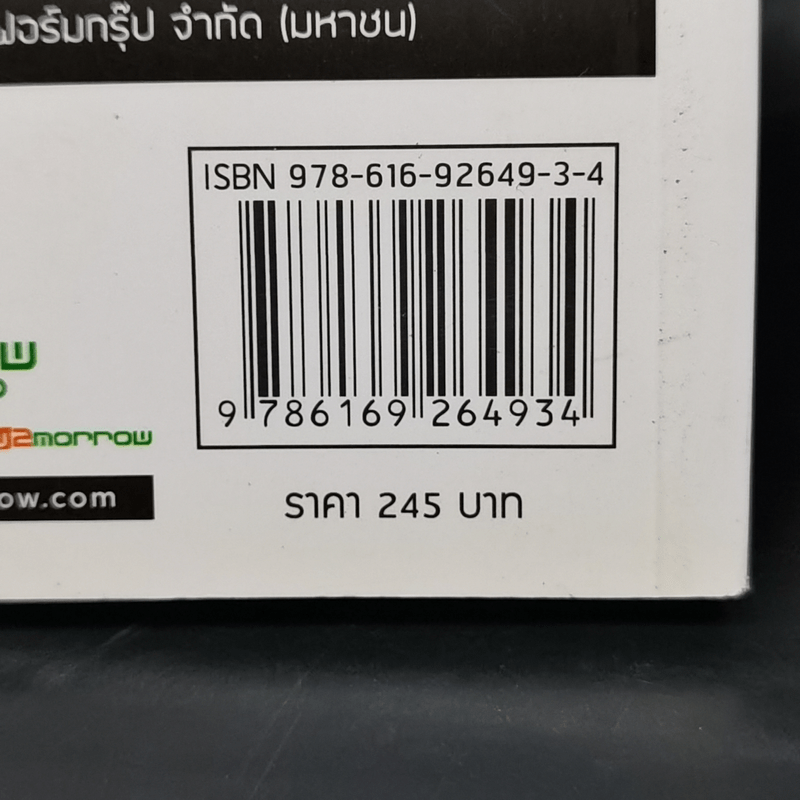 ฟอร์มกรุ๊ป จำกัด (มหาชน)
ISBN 978-616-92649-3-4
9 786169 264934
2morrow
ow.com
ราคา 245 บาท